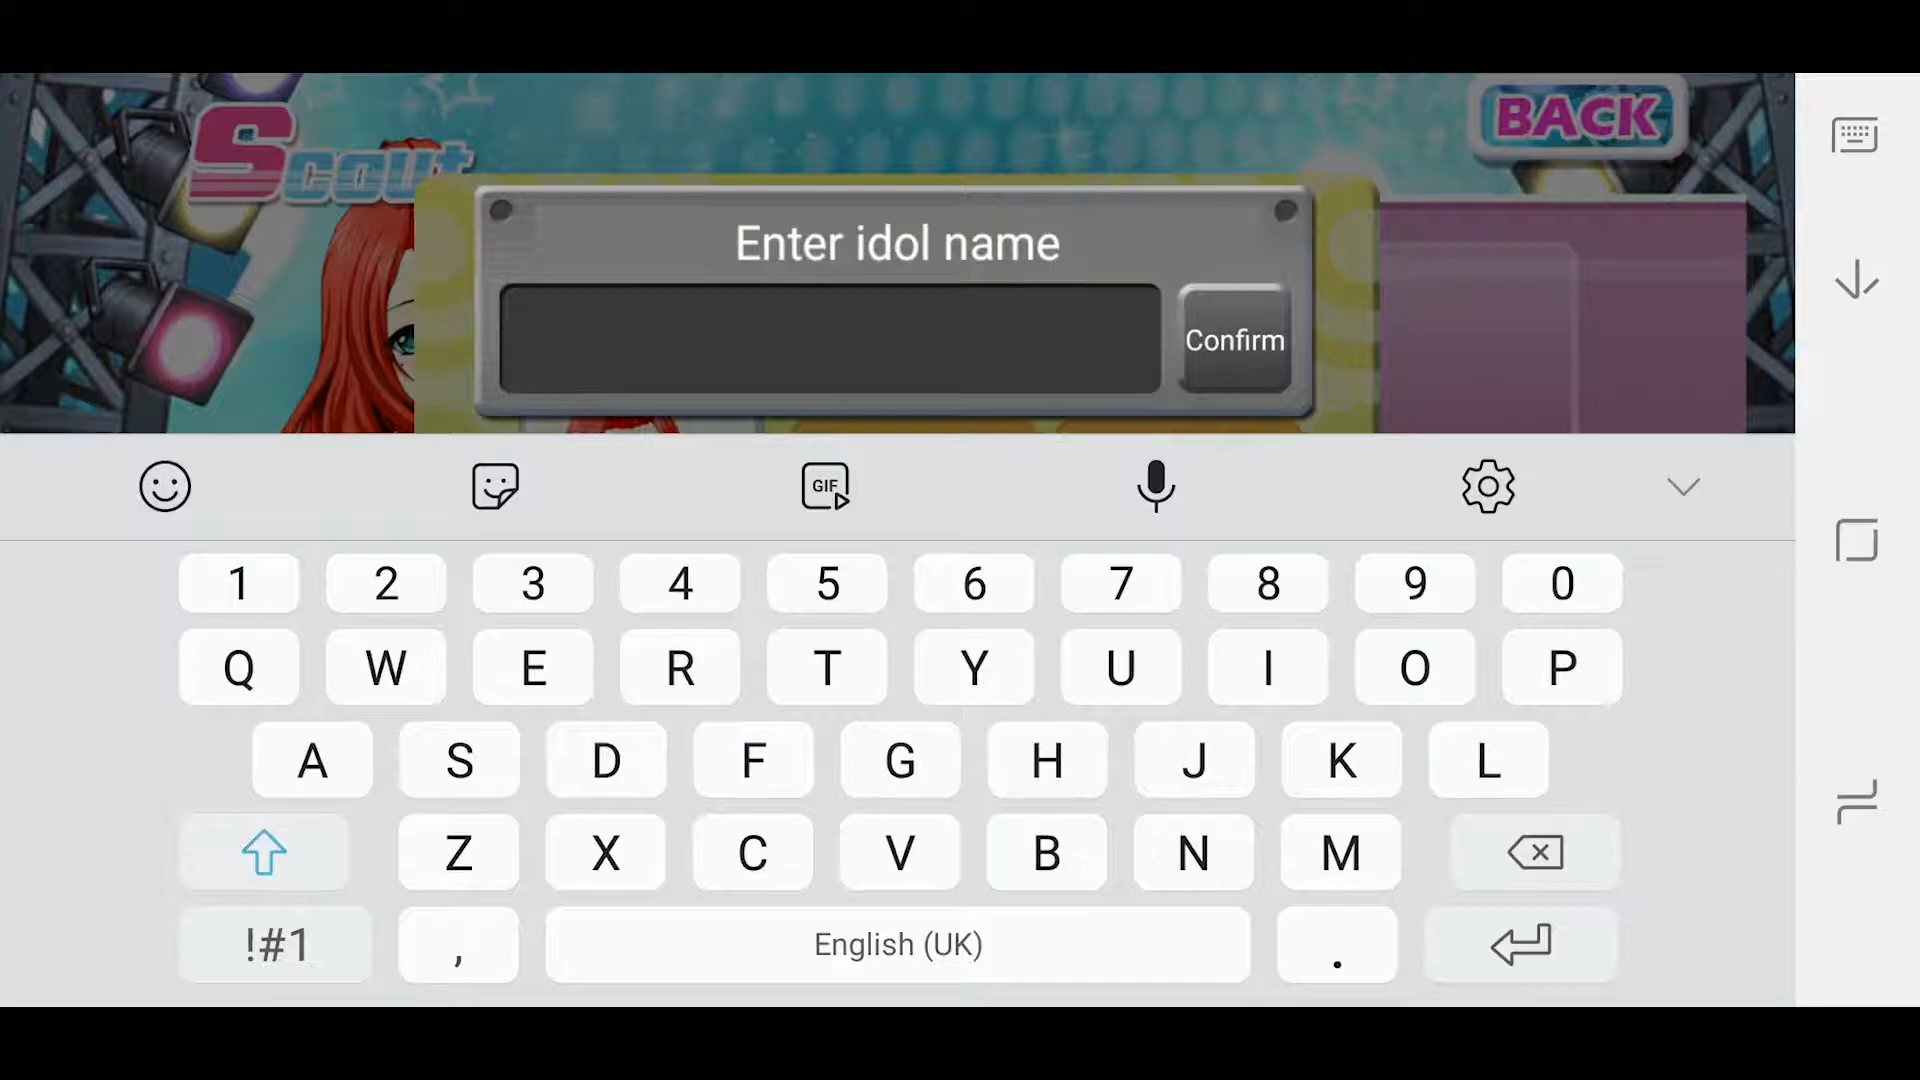 Scout
BACK
Enter idol name
Confirm
GIF
1 2 3 4 5 6 7 8 9 0
Q W E R T Y U I O P
A S D F G H J K L
Z X C V B N M
!#1 , English (UK) .